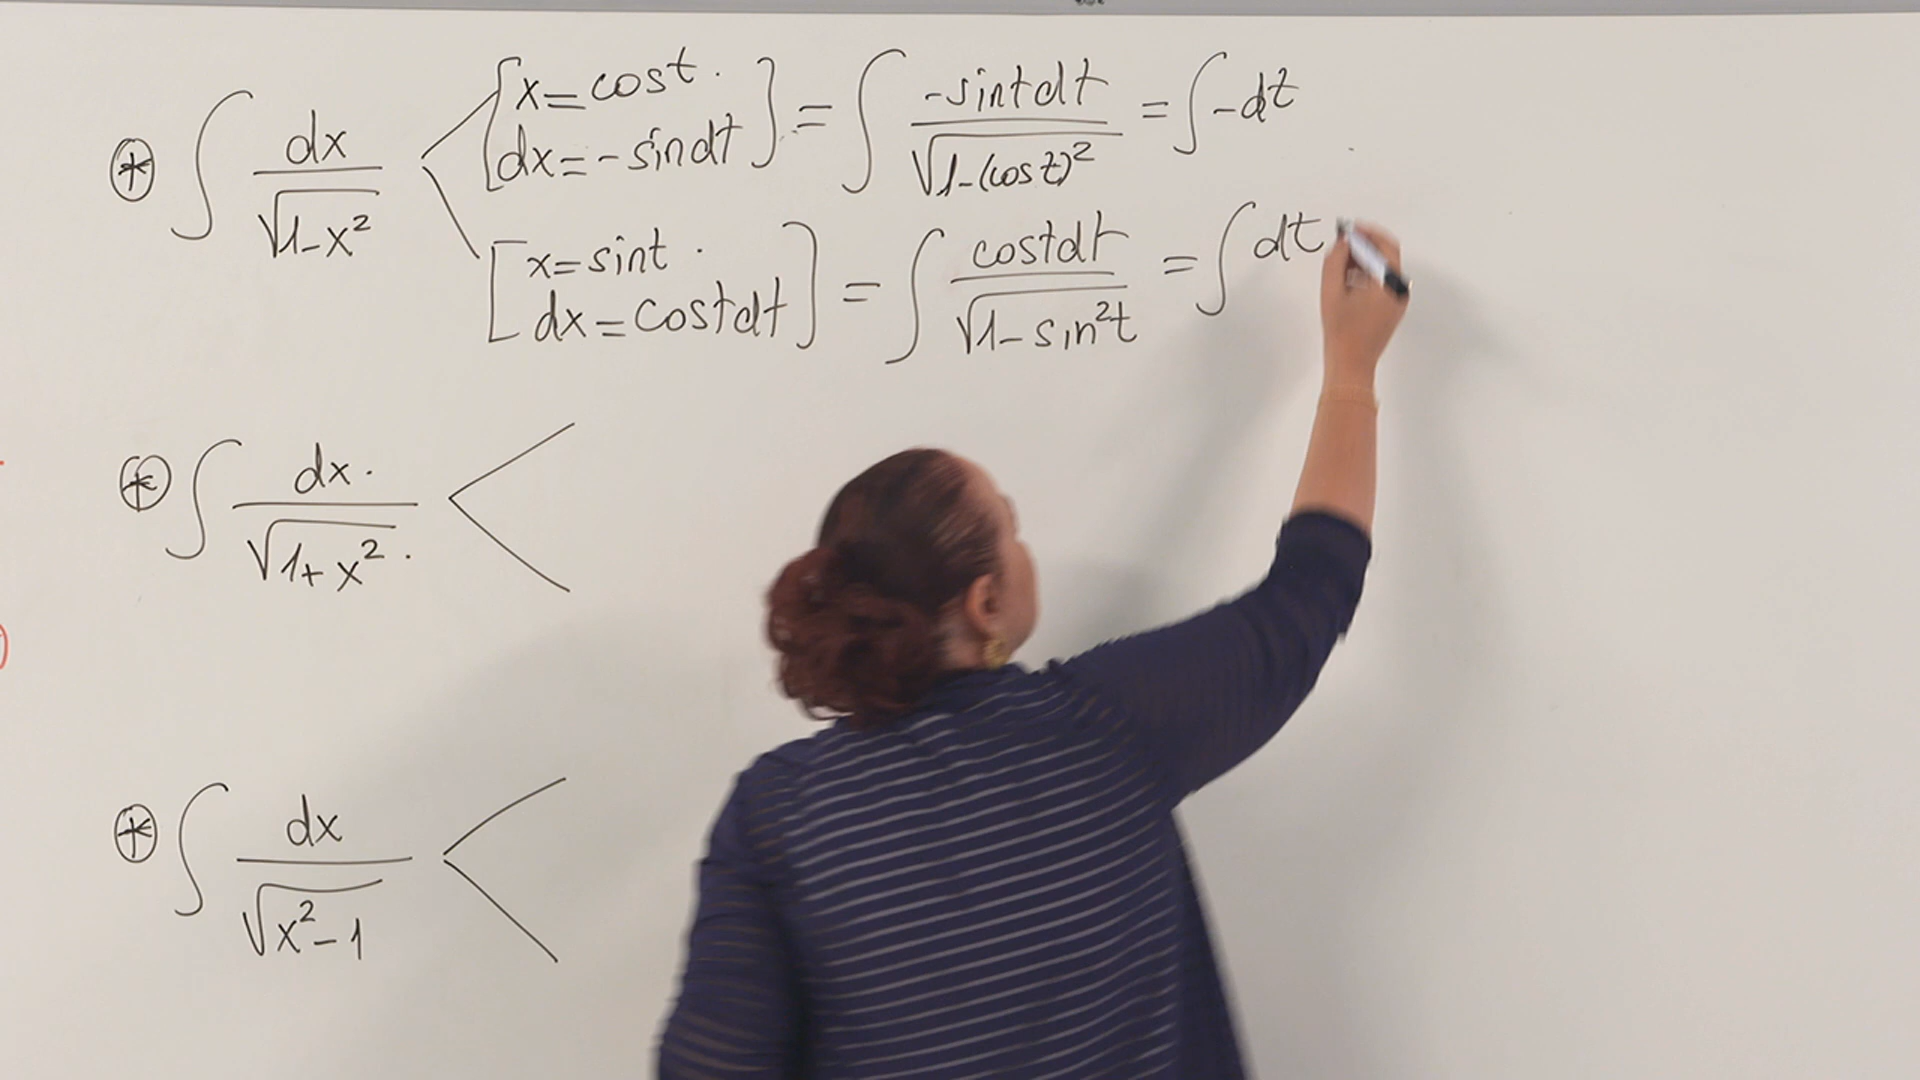 ⊛ ∫ dx / √(1-x²) < [x=cost. dx=-sindt] = ∫ -sintdt / √(1-(cost)²) = ∫-dt
[x=sint. dx=costdt] = ∫ costdt / √(1-sin²t) = ∫dt
⊛ ∫ dx. / √(1+x²). <
⊛ ∫ dx / √(x²-1) <